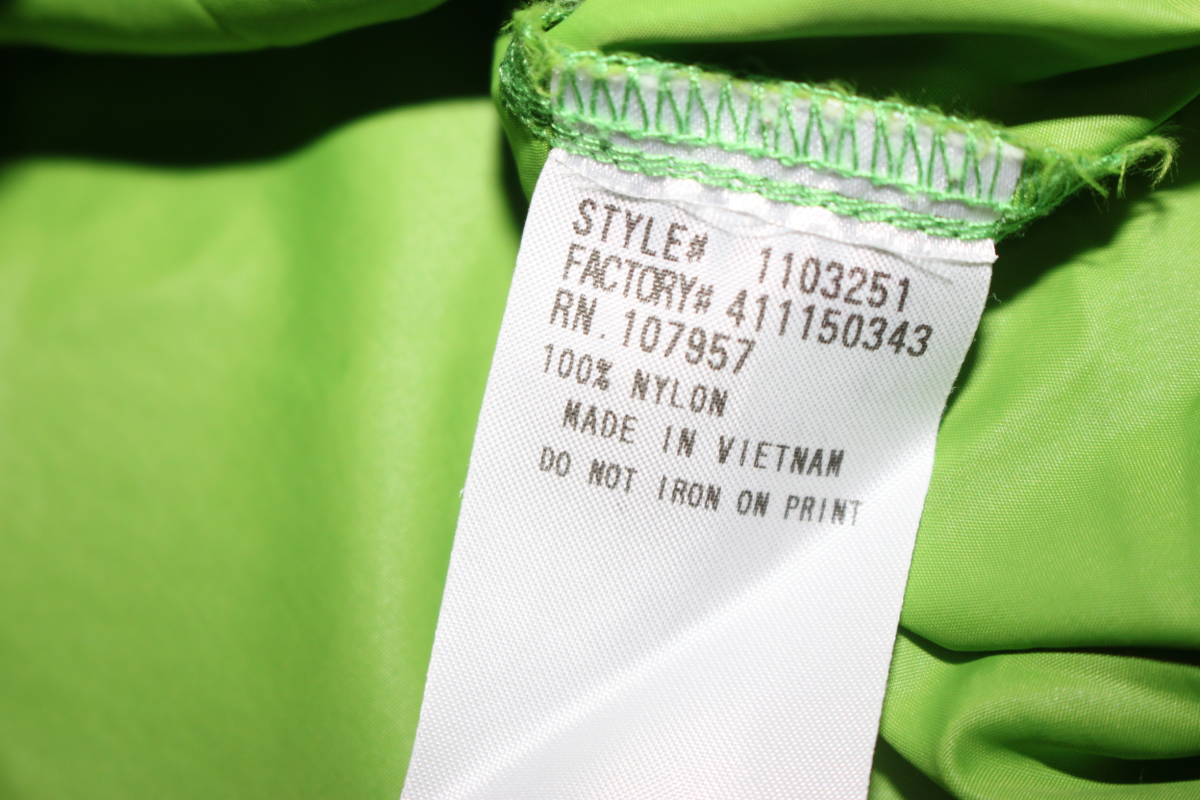 STYLE# 1103251
FACTORY# 411150343
RN.107957
100% NYLON
MADE IN VIETNAM
DO NOT IRON ON PRINT